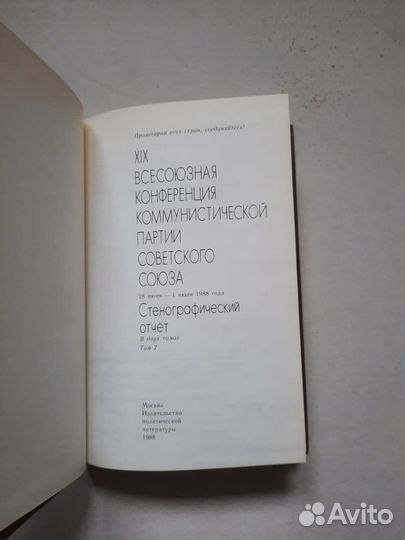 Пролетарии всех стран, соединяйтесь!
XIX
ВСЕСОЮЗНАЯ
КОНФЕРЕНЦИЯ
КОММУНИСТИЧЕСКОЙ
ПАРТИИ
СОВЕТСКОГО
СОЮЗА
28 июня — 1 июля 1988 года
Стенографический
отчет
В двух томах
Том 2
Москва
Издательство
политической
литературы
1988
Avito